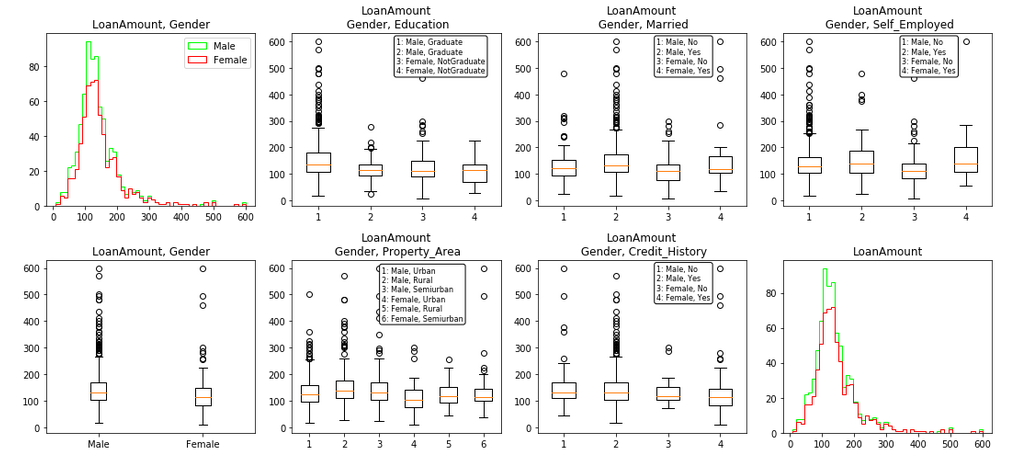 LoanAmount, Gender
Male
Female
80
60
40
20
0
0 100 200 300 400 500 600
LoanAmount
Gender, Education
1: Male, Graduate
2: Male, Graduate
3: Female, NotGraduate
4: Female, NotGraduate
600
500
400
300
200
100
0
1 2 3 4
LoanAmount
Gender, Married
1: Male, No
2: Male, Yes
3: Female, No
4: Female, Yes
600
500
400
300
200
100
0
1 2 3 4
LoanAmount
Gender, Self_Employed
1: Male, No
2: Male, Yes
3: Female, No
4: Female, Yes
600
500
400
300
200
100
0
1 2 3 4
LoanAmount, Gender
600
500
400
300
200
100
0
Male Female
LoanAmount
Gender, Property_Area
1: Male, Urban
2: Male, Rural
3: Male, Semiurban
4: Female, Urban
5: Female, Rural
6: Female, Semiurban
600
500
400
300
200
100
0
1 2 3 4 5 6
LoanAmount
Gender, Credit_History
1: Male, No
2: Male, Yes
3: Female, No
4: Female, Yes
600
500
400
300
200
100
0
1 2 3 4
LoanAmount
80
60
40
20
0
0 100 200 300 400 500 600